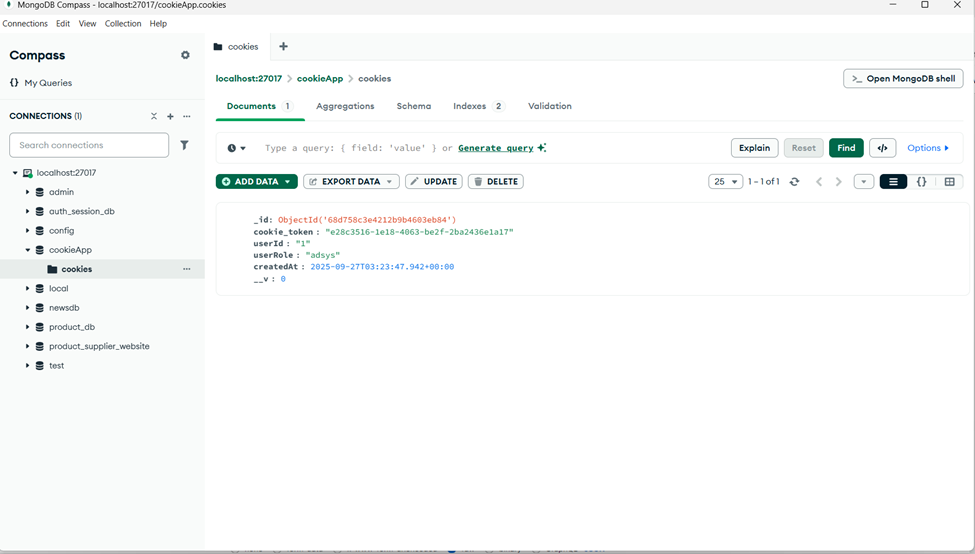 MongoDB Compass - localhost:27017/cookieApp.cookies
Connections Edit View Collection Help
Compass
{} My Queries
CONNECTIONS (1)
Search connections
localhost:27017
admin
auth_session_db
config
cookieApp
cookies
local
newsdb
product_db
product_supplier_website
test
cookies
localhost:27017 > cookieApp > cookies
>_ Open MongoDB shell
Documents 1 Aggregations Schema Indexes 2 Validation
Type a query: { field: 'value' } or Generate query
Explain Reset Find </> Options
ADD DATA EXPORT DATA UPDATE DELETE
25 1 – 1 of 1 {}
_id: ObjectId('68d758c3e4212b9b4603eb84')
cookie_token : "e28c3516-1e18-4063-be2f-2ba2436e1a17"
userId : "1"
userRole : "adsys"
createdAt : 2025-09-27T03:23:47.942+00:00
__v : 0